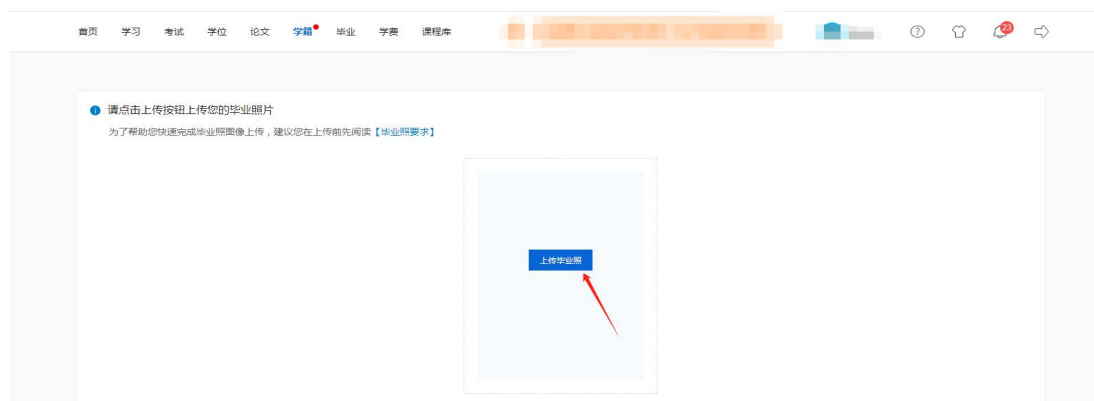 首页 学习 考试 学位 论文 学籍 毕业 学费 课程库 23
请点击上传按钮上传您的毕业照片
为了帮助您快速完成毕业照图像上传，建议您在上传前先阅读【毕业照要求】
上传毕业照